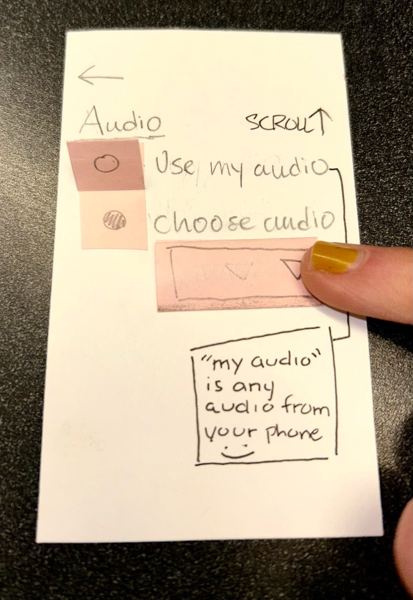 Audio
SCROLL↑
Use my audio
Choose audio
"my audio"
is any
audio from
your phone